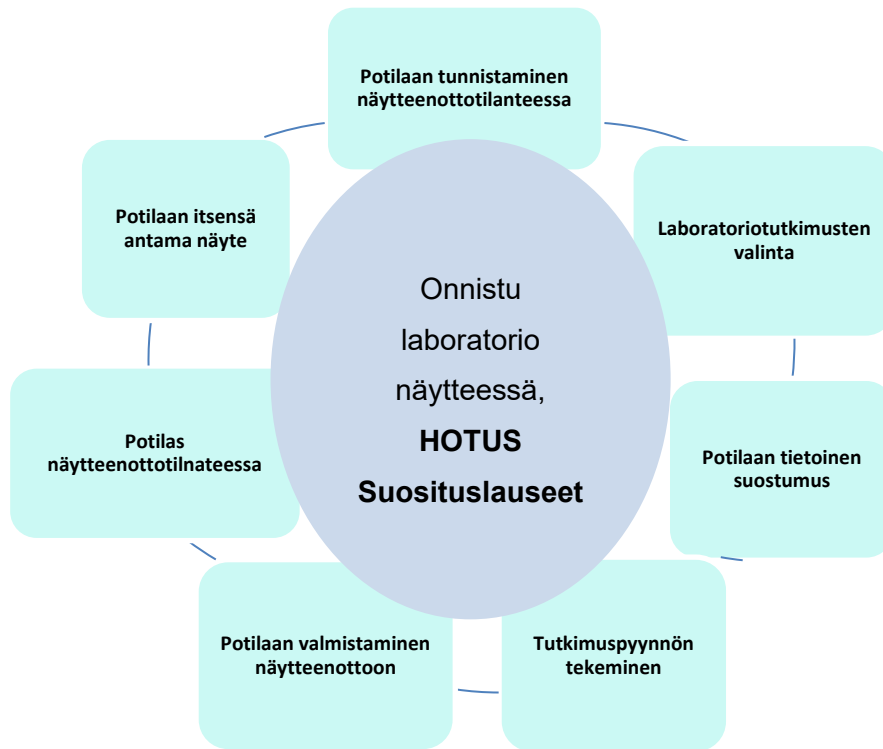 Potilaan tunnistaminen
näytteenottotilanteessa
Laboratoriotutkimusten
valinta
Potilaan tietoinen
suostumus
Tutkimuspyynnön
tekeminen
Potilaan valmistaminen
näytteenottoon
Potilas
näytteenottotilnateessa
Potilaan itsensä
antama näyte
Onnistu
laboratorio
näytteessä,
HOTUS
Suosituslauseet